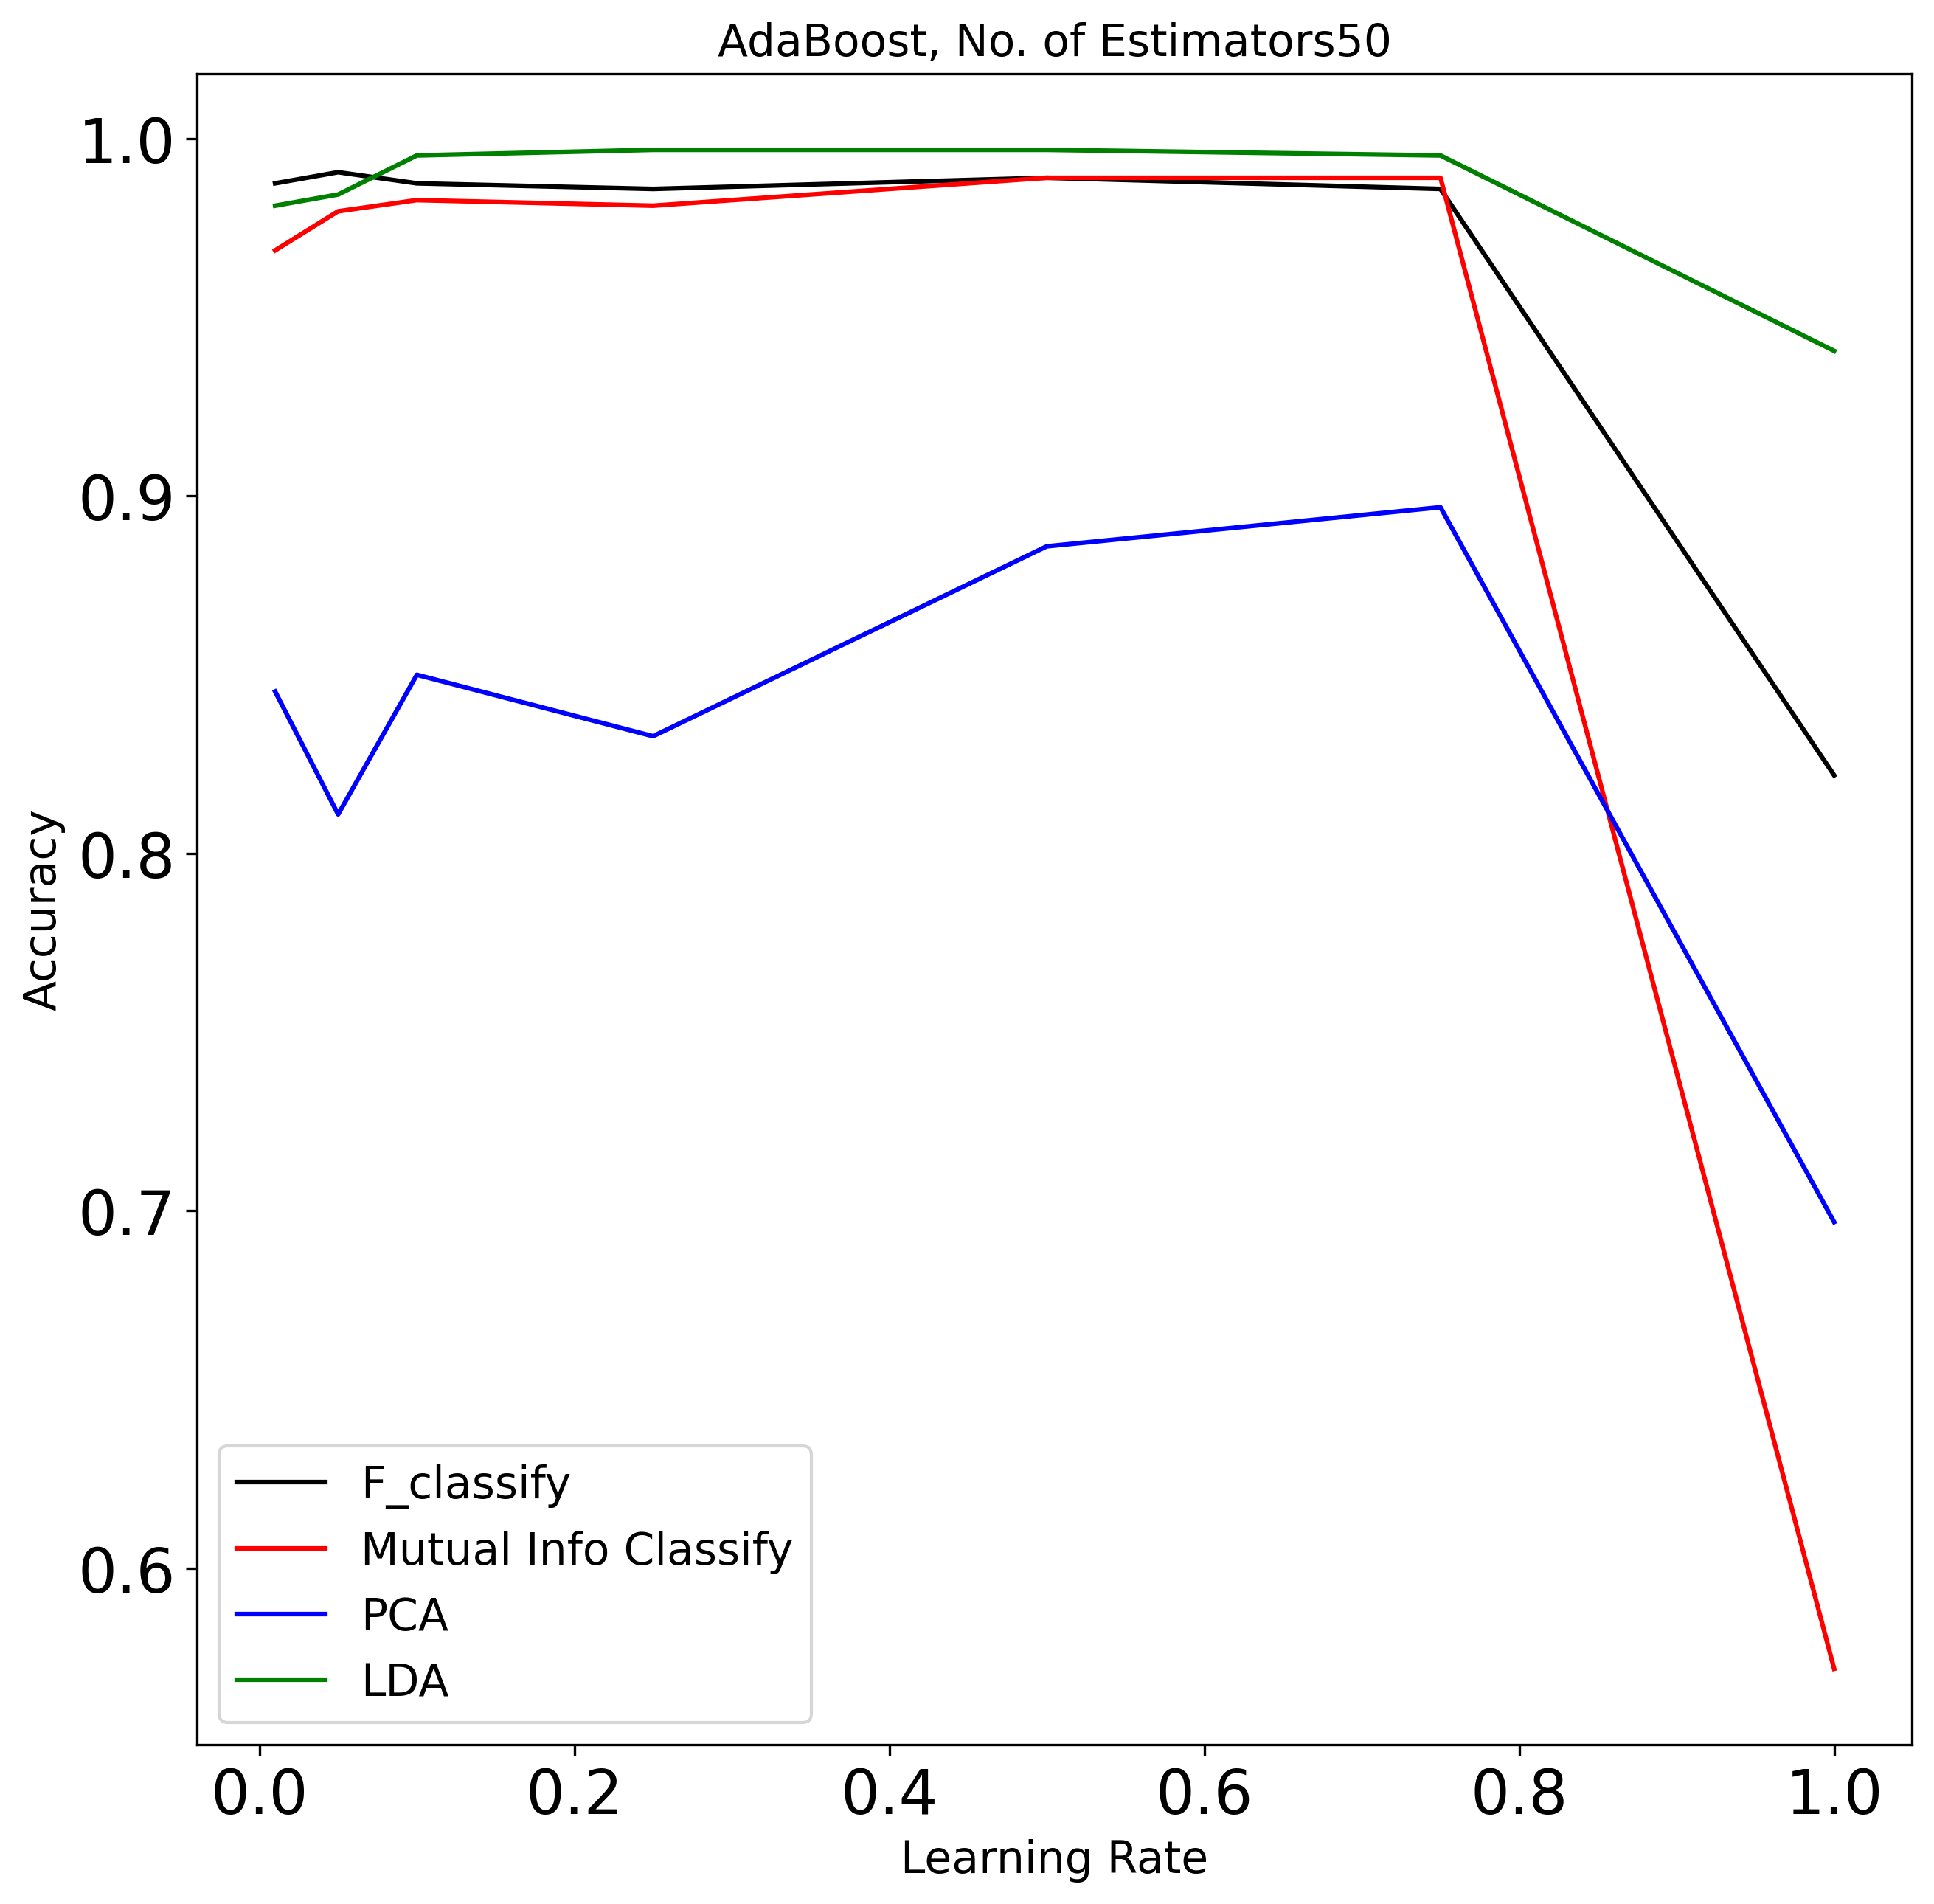 AdaBoost, No. of Estimators50
1.0
0.9
0.8
0.7
0.6
Accuracy
F_classify
Mutual Info Classify
PCA
LDA
0.0 0.2 0.4 0.6 0.8 1.0
Learning Rate